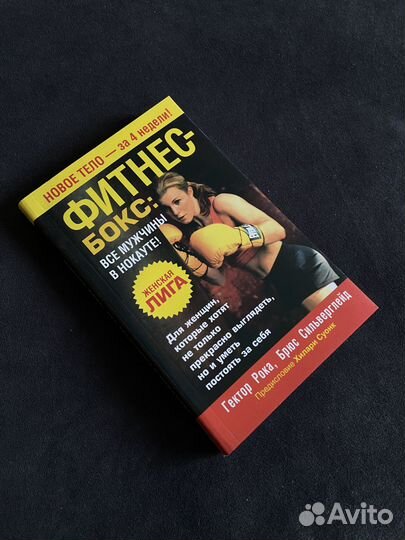 НОВОЕ ТЕЛО — за 4 недели!
ФИТНЕС-
БОКС:
ВСЕ МУЖЧИНЫ
В НОКАУТЕ!
ЖЕНСКАЯ
ЛИГА
Для женщин,
которые хотят
не только
прекрасно выглядеть,
но и уметь
постоять за себя
Гектор Рока, Брюс Сильверглейд
Предисловие Хилари Суонк
Avito